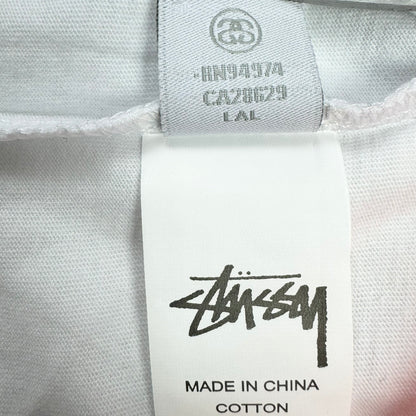 RN94974
CA28629
LAL
Stüssy
MADE IN CHINA
COTTON